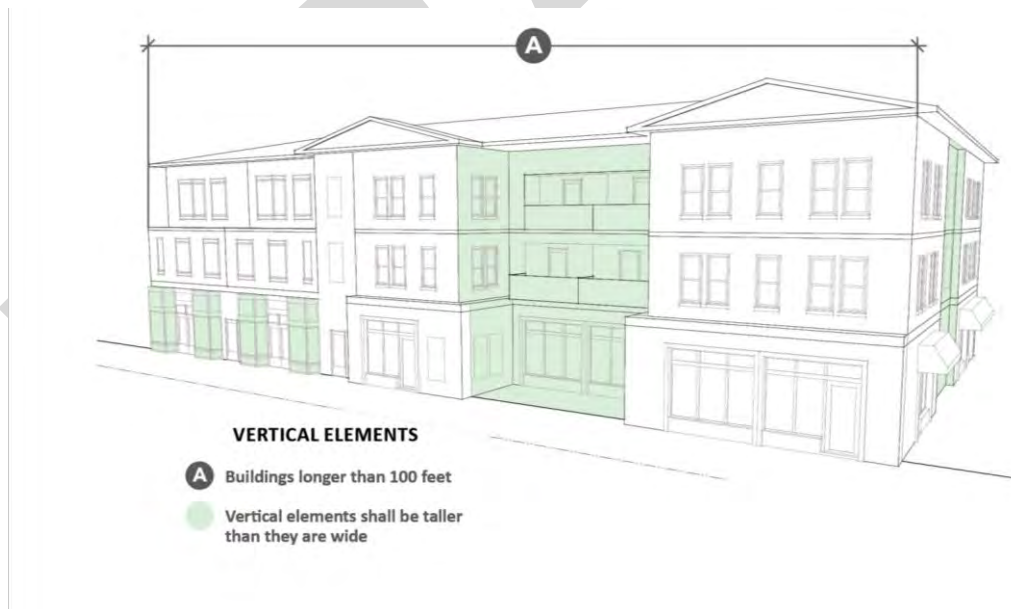 A
VERTICAL ELEMENTS
A Buildings longer than 100 feet
Vertical elements shall be taller
than they are wide